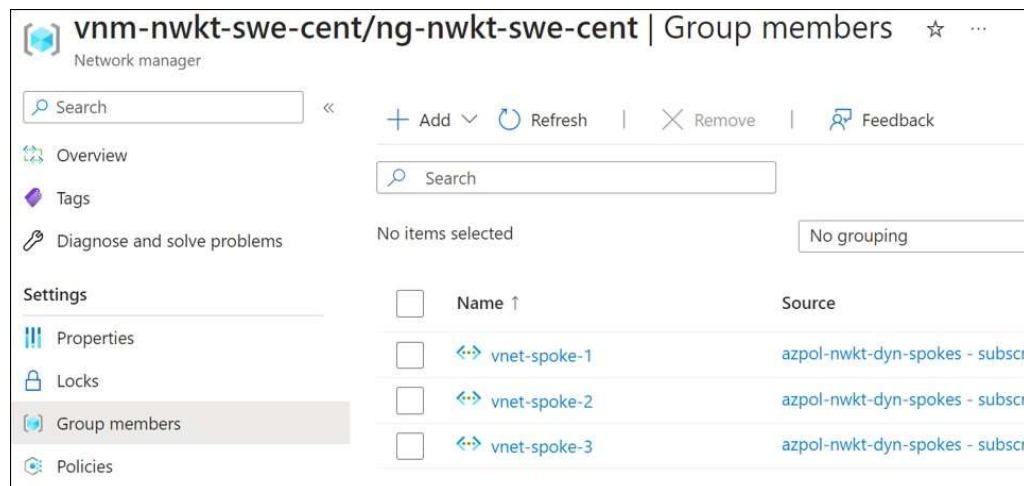 vnm-nwkt-swe-cent/ng-nwkt-swe-cent | Group members
Network manager
Search
Add Refresh | Remove | Feedback
Overview
Search
Tags
Diagnose and solve problems
No items selected
No grouping
Settings
Name ↑ Source
Properties
vnet-spoke-1 azpol-nwkt-dyn-spokes - subscr
Locks
vnet-spoke-2 azpol-nwkt-dyn-spokes - subscr
Group members
vnet-spoke-3 azpol-nwkt-dyn-spokes - subscr
Policies